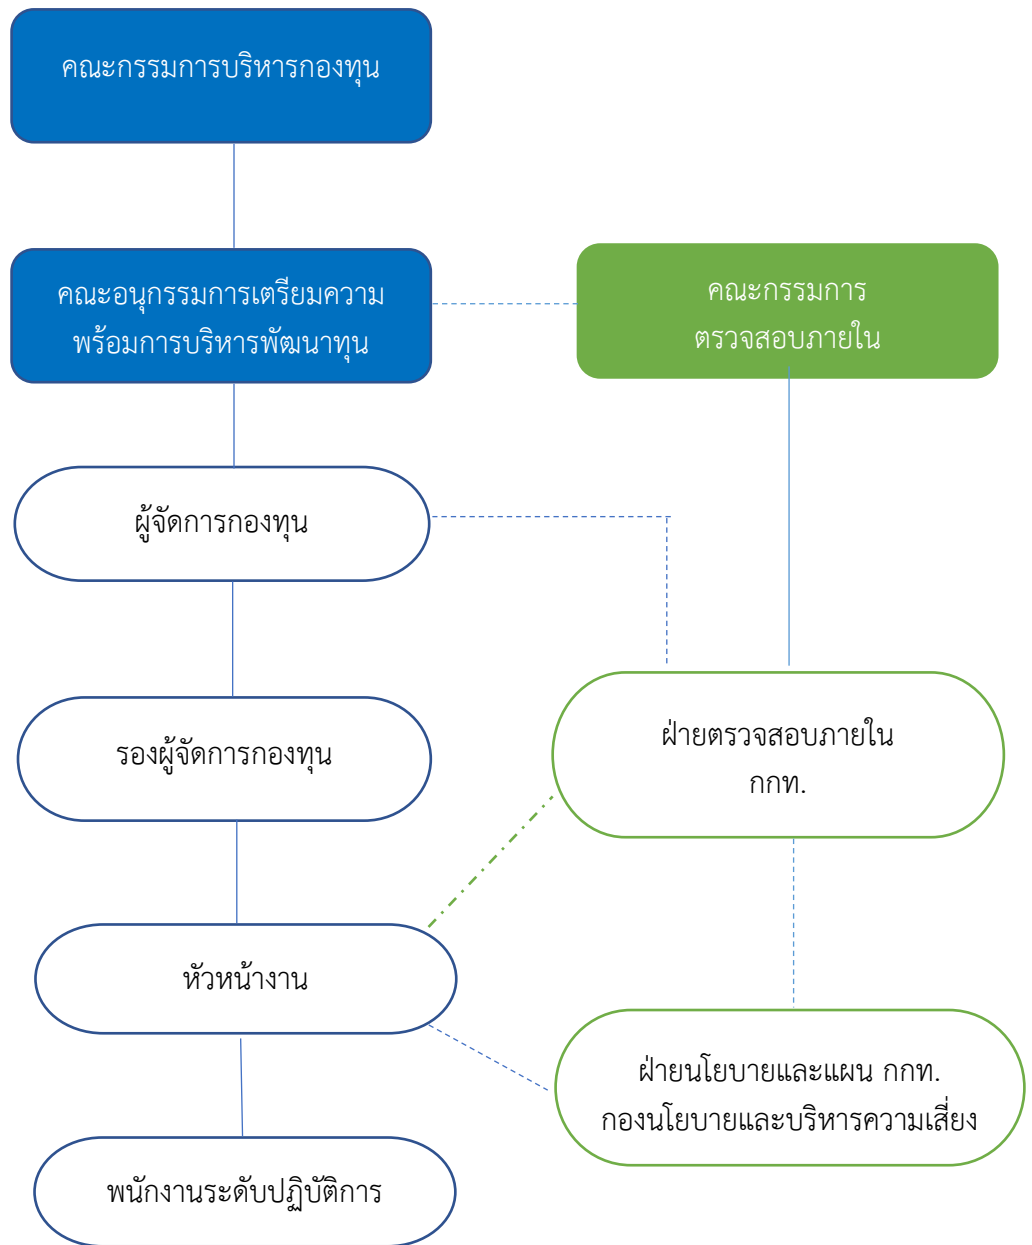 คณะกรรมการบริหารกองทุน
คณะอนุกรรมการเตรียมความ
พร้อมการบริหารพัฒนาทุน
คณะกรรมการ
ตรวจสอบภายใน
ผู้จัดการกองทุน
รองผู้จัดการกองทุน
ฝ่ายตรวจสอบภายใน
กกท.
หัวหน้างาน
ฝ่ายนโยบายและแผน กกท.
กองนโยบายและบริหารความเสี่ยง
พนักงานระดับปฏิบัติการ